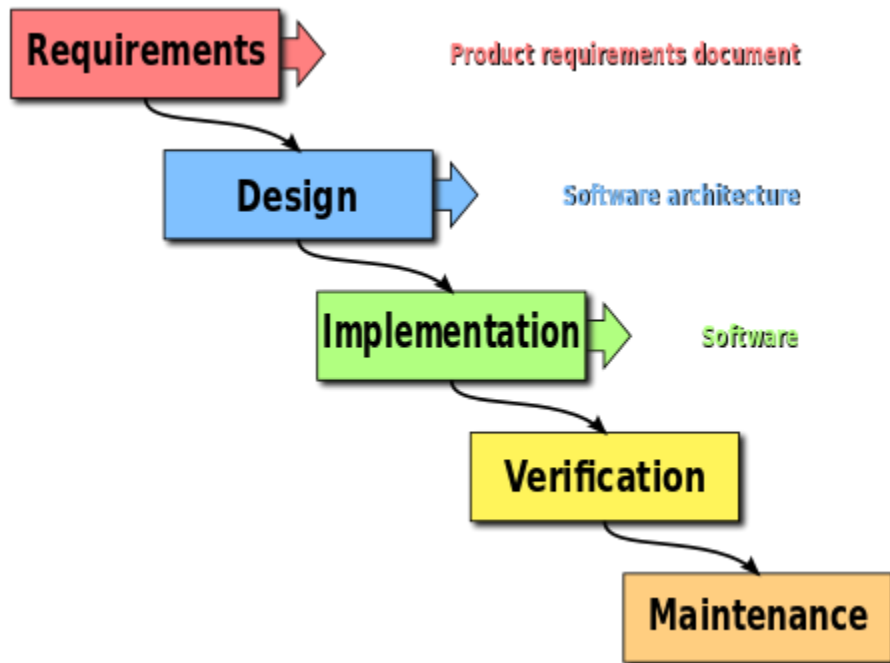 Requirements
Product requirements document
Design
Software architecture
Implementation
Software
Verification
Maintenance